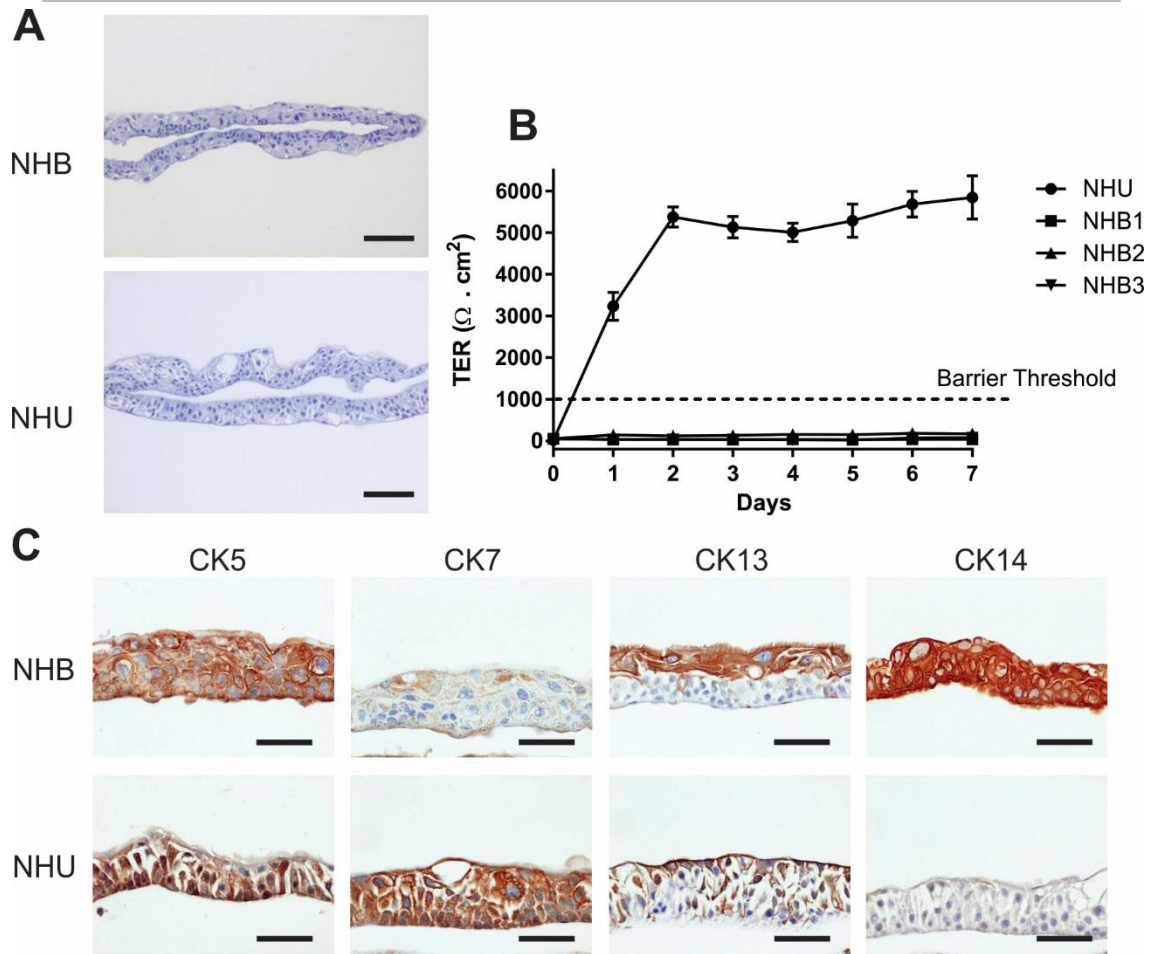 A
NHB
NHU
B
TER (Ω . cm²)
6000
5000
4000
3000
2000
1000
0
Barrier Threshold
0 1 2 3 4 5 6 7
Days
NHU
NHB1
NHB2
NHB3
C
CK5 CK7 CK13 CK14
NHB
NHU